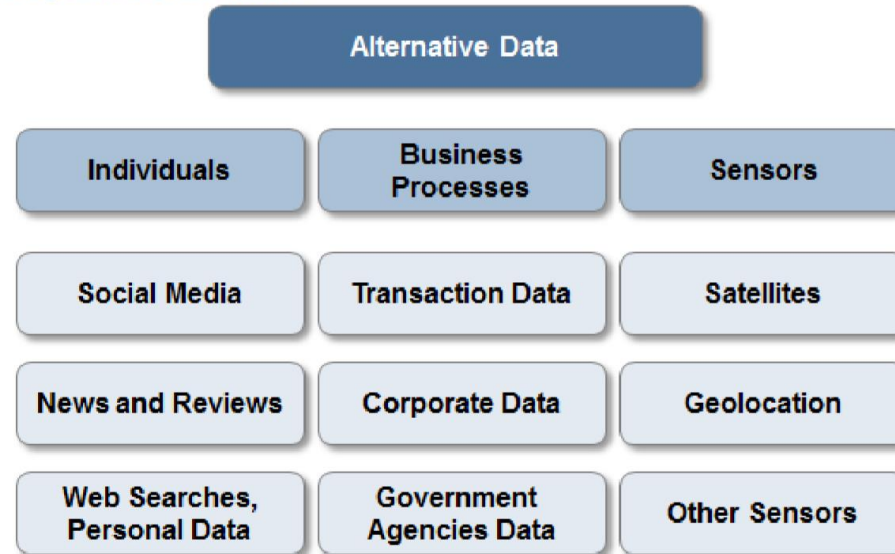 Alternative Data
Individuals
Business
Processes
Sensors
Social Media
Transaction Data
Satellites
News and Reviews
Corporate Data
Geolocation
Web Searches,
Personal Data
Government
Agencies Data
Other Sensors